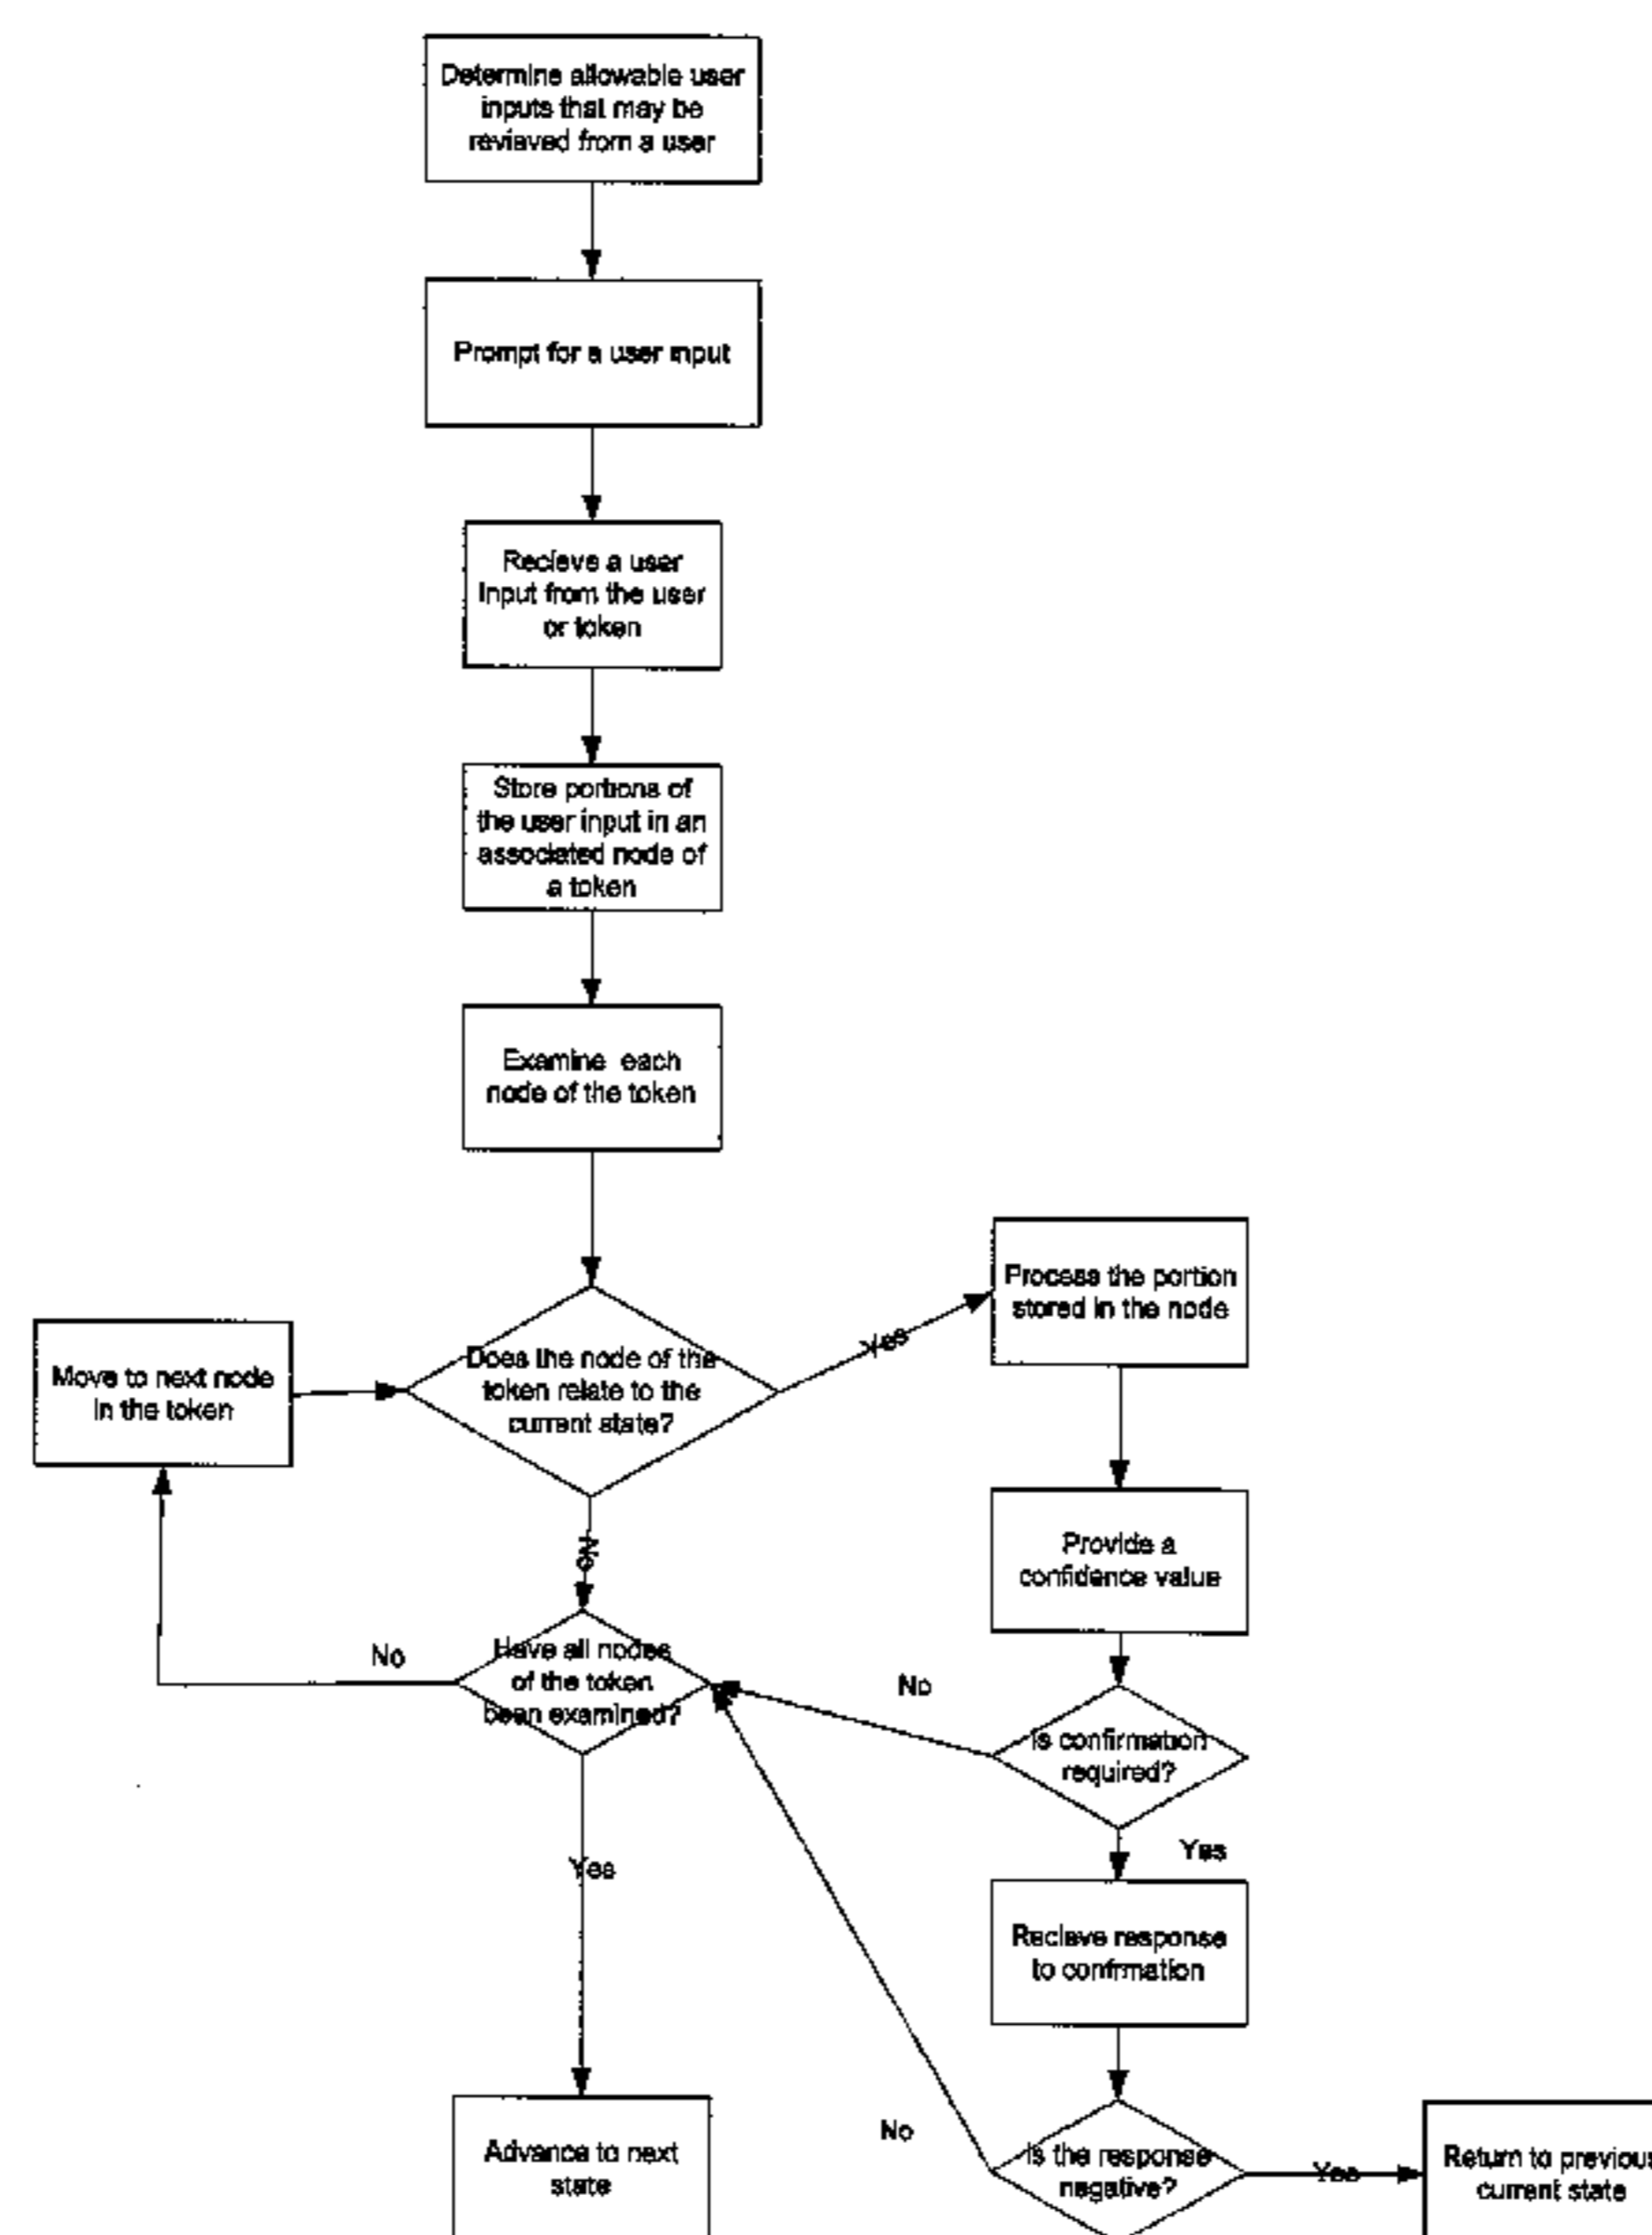 Determine allowable user
inputs that may be
revieved from a user
Prompt for a user input
Recieve a user
input from the user
or token
Store portions of
the user input in an
associated node of
a token
Examine each
node of the token
Process the portion
stored in the node
Move to next node
in the token
Does the node of the
token relate to the
current state?
Yes
Provide a
confidence value
No
Have all nodes
of the token
been examined?
No
No
Is confirmation
required?
Yes
Yes
Recieve response
to confirmation
No
Advance to next
state
Is the response
negative?
Yes
Return to previous
current state